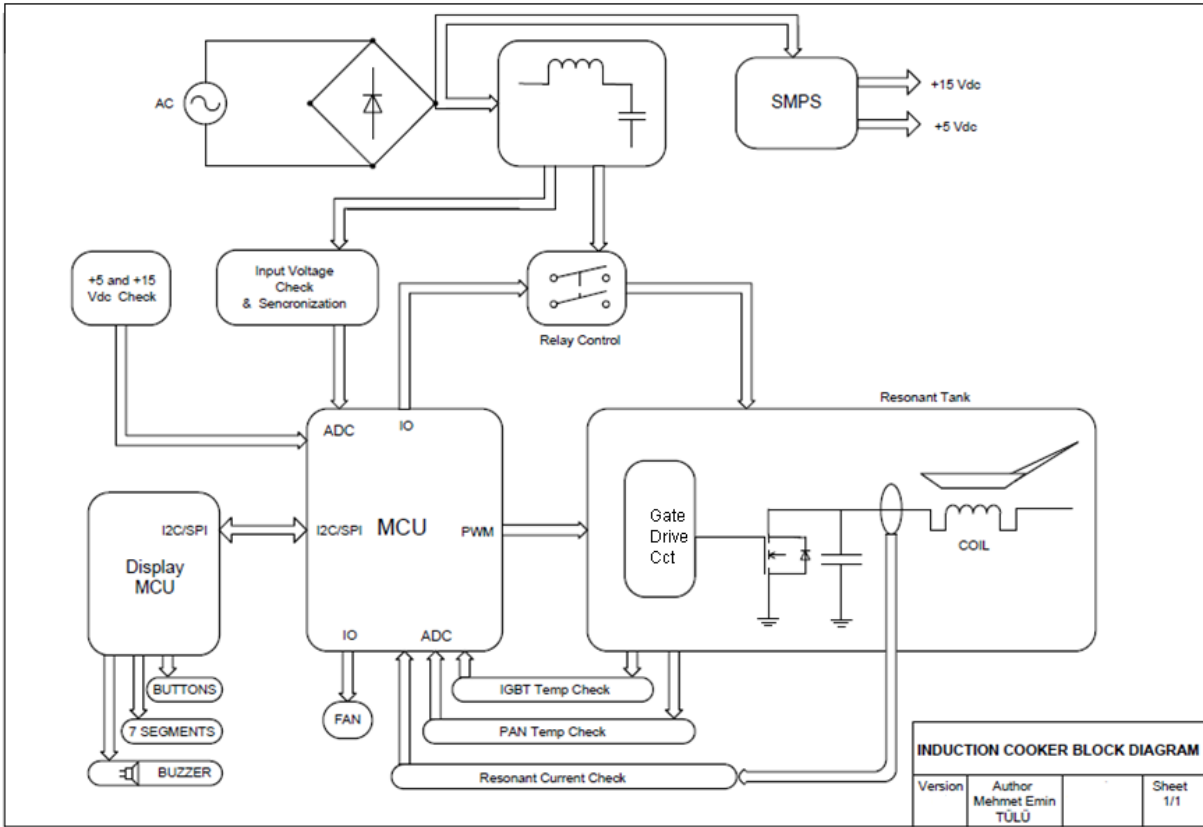 AC
SMPS
+15 Vdc
+5 Vdc
+5 and +15
Vdc Check
Input Voltage
Check
& Sencronization
Relay Control
Resonant Tank
ADC
IO
I2C/SPI
MCU
PWM
IO
ADC
I2C/SPI
Display
MCU
Gate
Drive
Cct
COIL
BUTTONS
7 SEGMENTS
BUZZER
FAN
IGBT Temp Check
PAN Temp Check
Resonant Current Check
INDUCTION COOKER BLOCK DIAGRAM
Version
Author
Mehmet Emin
TÜLÜ
Sheet
1/1